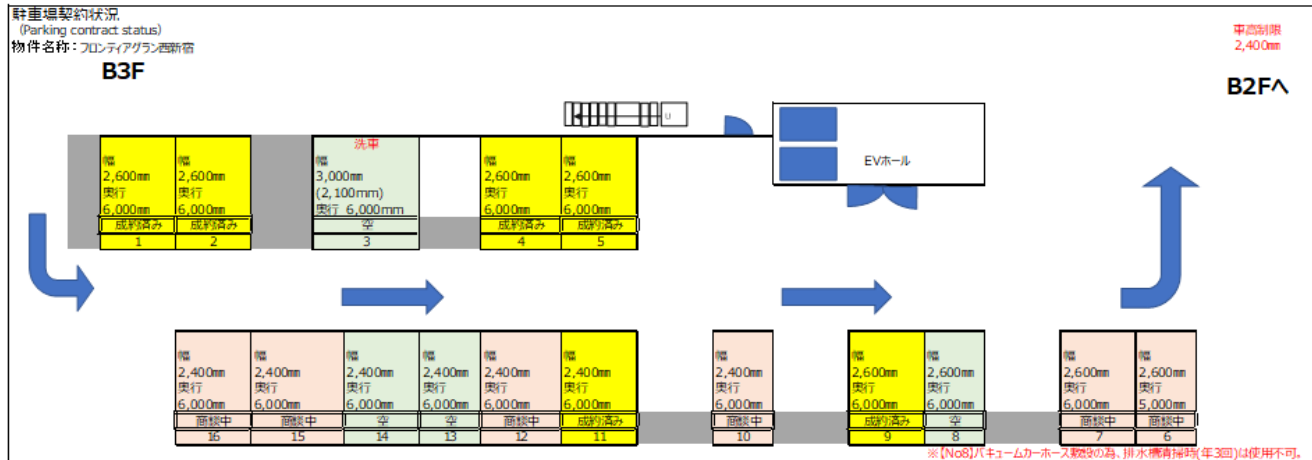 駐車場契約状況
(Parking contract status)
物件名称：フロンティアグラン西新宿
B3F
車高制限
2,400mm
B2Fへ
U
EVホール
幅
2,600mm
奥行
6,000mm
成約済み
1
幅
2,600mm
奥行
6,000mm
成約済み
2
洗車
幅
3,000mm
(2,100mm)
奥行 6,000mm
空
3
幅
2,600mm
奥行
6,000mm
成約済み
4
幅
2,600mm
奥行
6,000mm
成約済み
5
幅
2,400mm
奥行
6,000mm
商談中
16
幅
2,400mm
奥行
6,000mm
商談中
15
幅
2,400mm
奥行
6,000mm
空
14
幅
2,400mm
奥行
6,000mm
空
13
幅
2,400mm
奥行
6,000mm
商談中
12
幅
2,400mm
奥行
6,000mm
成約済み
11
幅
2,400mm
奥行
6,000mm
商談中
10
幅
2,600mm
奥行
6,000mm
成約済み
9
幅
2,600mm
奥行
6,000mm
空
8
幅
2,600mm
奥行
6,000mm
商談中
7
幅
2,600mm
奥行
5,000mm
商談中
6
※【No8】バキュームカーホース敷設の為、排水槽清掃時(年3回)は使用不可。